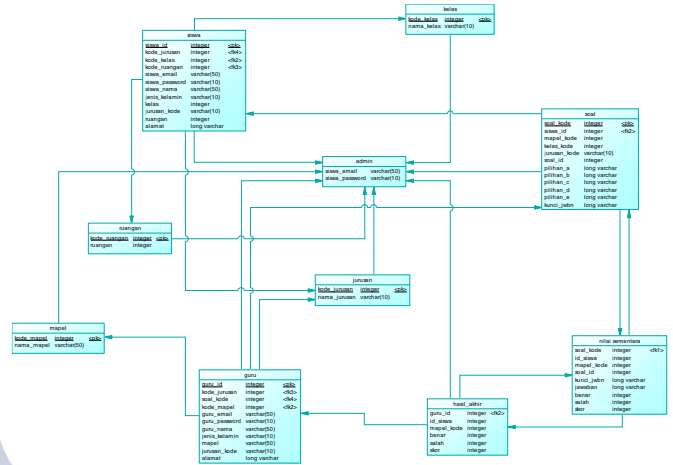 kelas
kode_kelas integer <pk>
nama_kelas varchar(10)
siswa
siswa_id integer <pk>
kode_jurusan integer <fk4>
kode_kelas integer <fk2>
kode_ruangan integer <fk3>
siswa_email varchar(50)
siswa_password varchar(10)
siswa_nama varchar(50)
jenis_kelamin varchar(10)
kelas integer
jurusan_kode varchar(10)
ruangan integer
alamat long varchar
soal
soal_kode integer <pk>
siswa_id integer <fk2>
mapel_kode integer
kelas_kode integer
jurusan_kode varchar(10)
soal_id integer
pilihan_a long varchar
pilihan_b long varchar
pilihan_c long varchar
pilihan_d long varchar
pilihan_e long varchar
kunci_jwbn long varchar
admin
siswa_email varchar(50)
siswa_password varchar(10)
ruangan
kode_ruangan integer <pk>
ruangan integer
jurusan
kode_jurusan integer <pk>
nama_jurusan varchar(10)
mapel
kode_mapel integer <pk>
nama_mapel varchar(50)
nilai sementara
soal_kode integer <fk1>
id_siswa integer
mapel_kode integer
soal_id integer
kunci_jwbn long varchar
jawaban long varchar
benar integer
salah integer
skor integer
guru
guru_id integer <pk>
kode_jurusan integer <fk3>
soal_kode integer <fk4>
kode_mapel integer <fk2>
guru_email varchar(50)
guru_password varchar(10)
guru_nama varchar(50)
jenis_kelamin varchar(10)
mapel varchar(50)
jurusan_kode varchar(10)
alamat long varchar
hasil_akhir
guru_id integer <fk2>
id_siswa integer
mapel_kode integer
benar integer
salah integer
skor integer